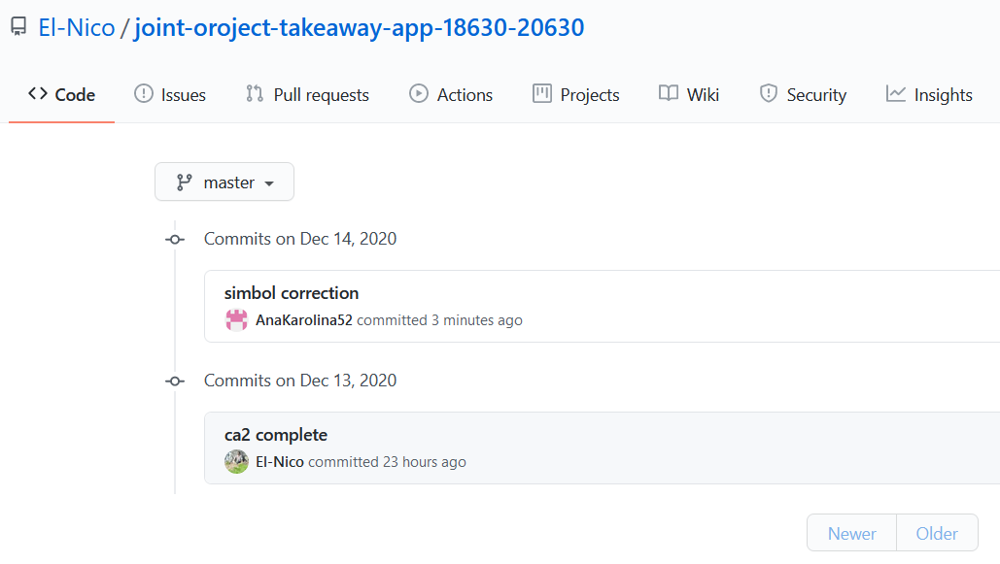 El-Nico / joint-oroject-takeaway-app-18630-20630
Code Issues Pull requests Actions Projects Wiki Security Insights
master
Commits on Dec 14, 2020
simbol correction
AnaKarolina52 committed 3 minutes ago
Commits on Dec 13, 2020
ca2 complete
El-Nico committed 23 hours ago
Newer Older